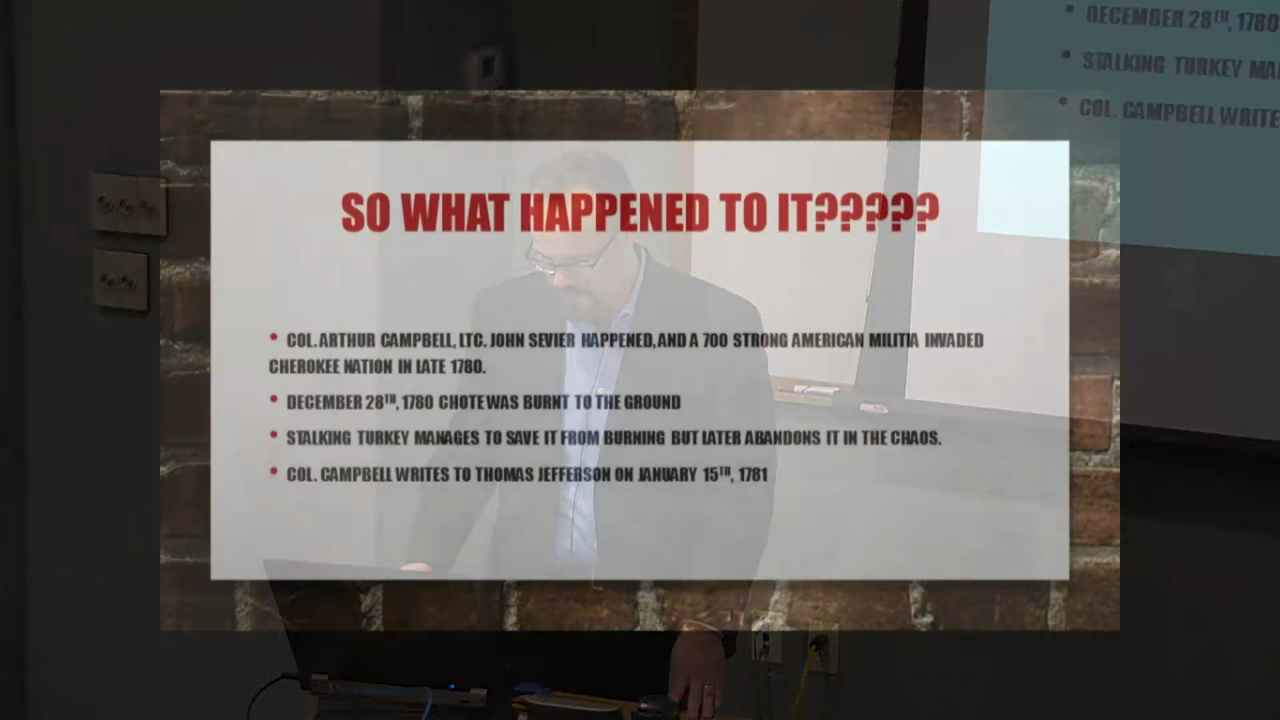 SO WHAT HAPPENED TO IT?????
• COL. ARTHUR CAMPBELL, LTC. JOHN SEVIER HAPPENED, AND A 700 STRONG AMERICAN MILITIA INVADED
CHEROKEE NATION IN LATE 1780.
• DECEMBER 28TH, 1780 CHOTE WAS BURNT TO THE GROUND
• STALKING TURKEY MANAGES TO SAVE IT FROM BURNING BUT LATER ABANDONS IT IN THE CHAOS.
• COL. CAMPBELL WRITES TO THOMAS JEFFERSON ON JANUARY 15TH, 1781
• DECEMBER 28TH, 1780
• STALKING TURKEY
• COL. CAMPBELL WRITE